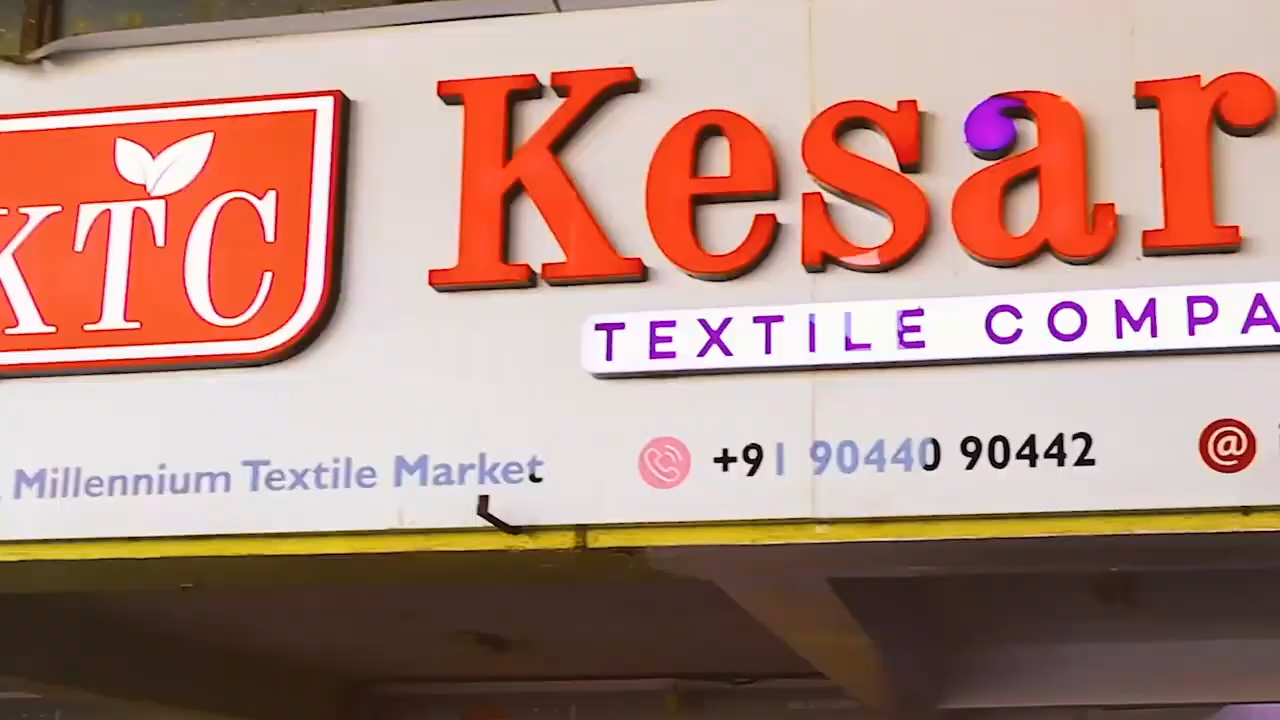 KTC
Kesar
TEXTILE COMPA
Millennium Textile Market
+91 90440 90442
@